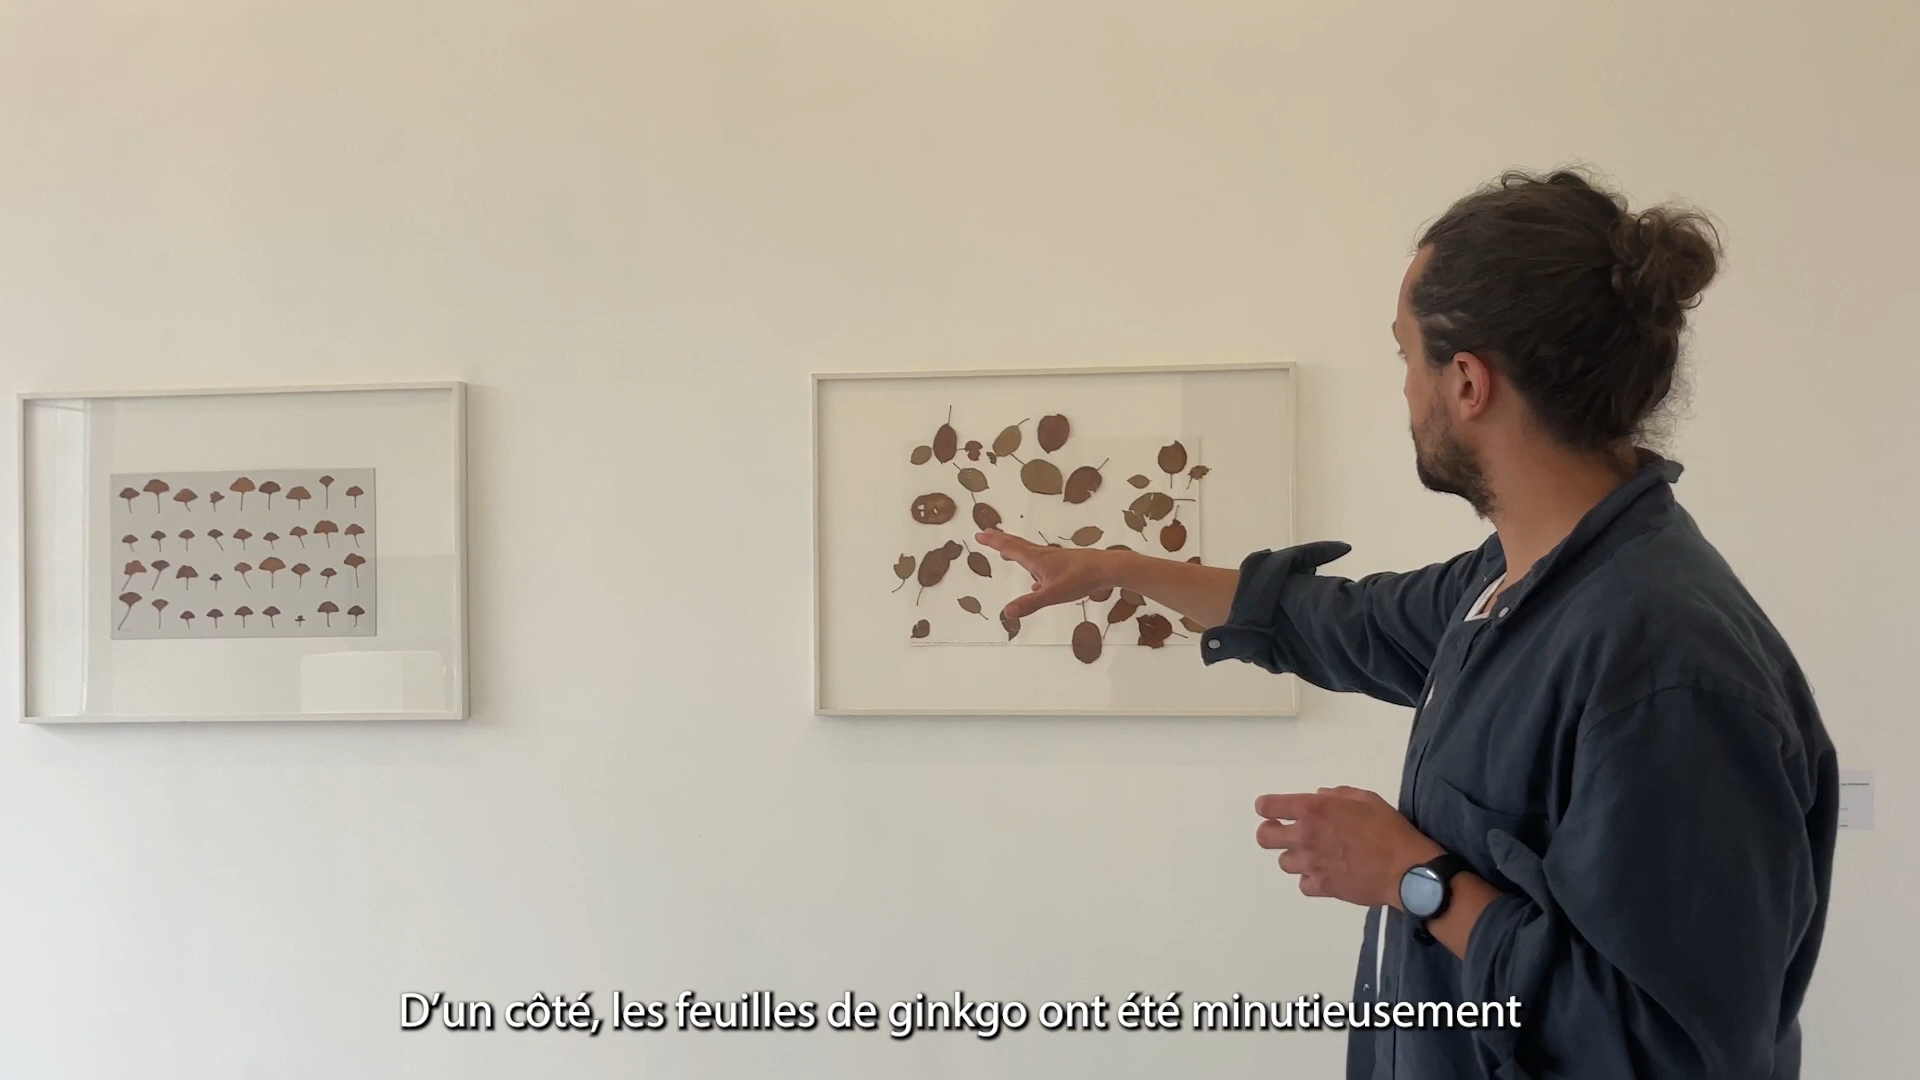 D’un côté, les feuilles de ginkgo ont été minutieusement